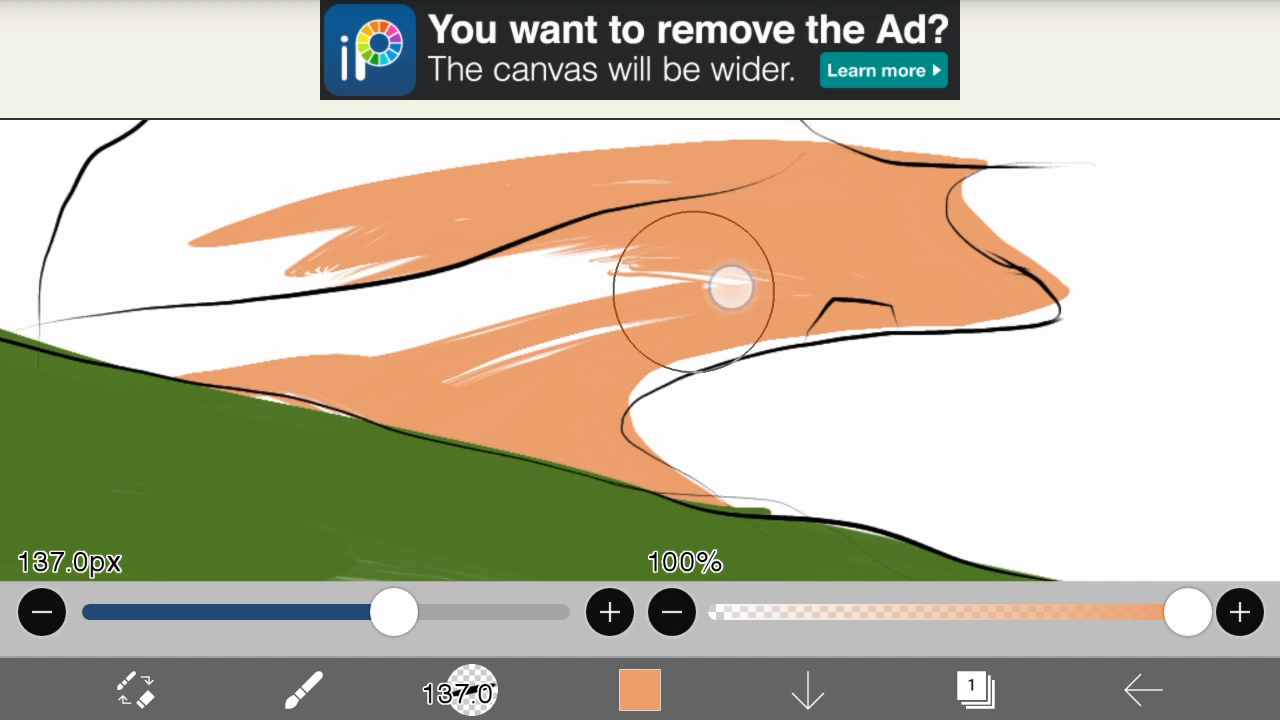 iP
You want to remove the Ad?
The canvas will be wider.
Learn more
137.0px
100%
137.0
1